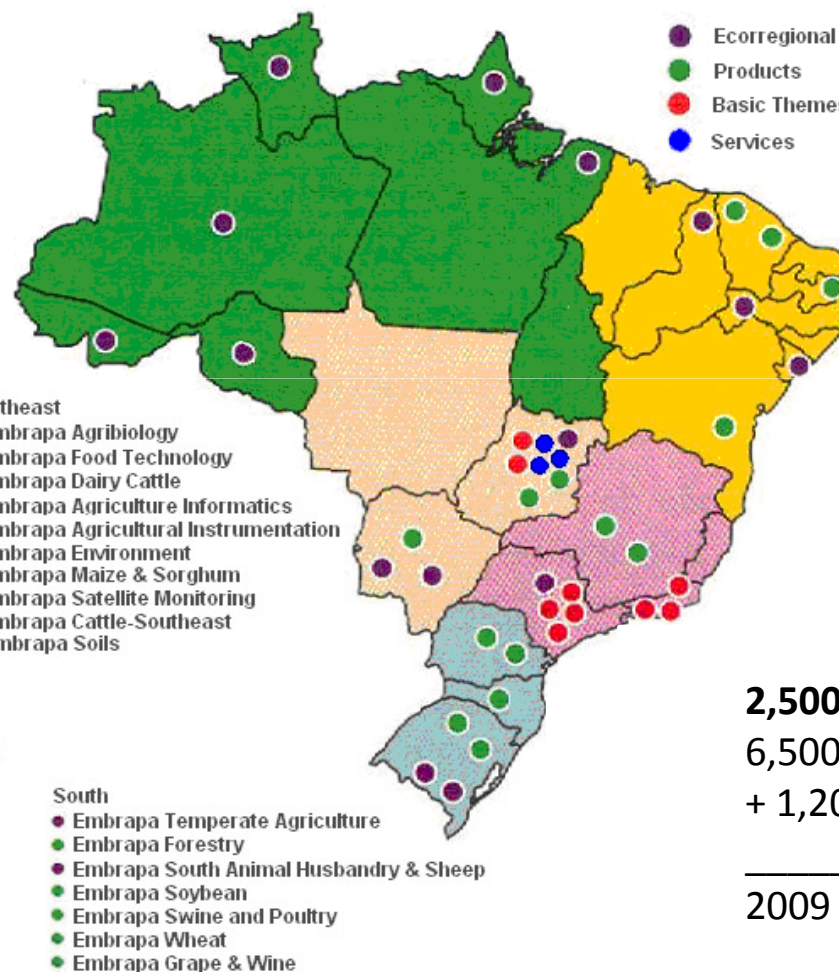 Ecorregional
Products
Basic Theme
Services
theast
mbrapa Agribiology
mbrapa Food Technology
mbrapa Dairy Cattle
mbrapa Agriculture Informatics
mbrapa Agricultural Instrumentation
mbrapa Environment
mbrapa Maize & Sorghum
mbrapa Satellite Monitoring
mbrapa Cattle-Southeast
mbrapa Soils
South
Embrapa Temperate Agriculture
Embrapa Forestry
Embrapa South Animal Husbandry & Sheep
Embrapa Soybean
Embrapa Swine and Poultry
Embrapa Wheat
Embrapa Grape & Wine
2,500
6,500
+ 1,20
2009